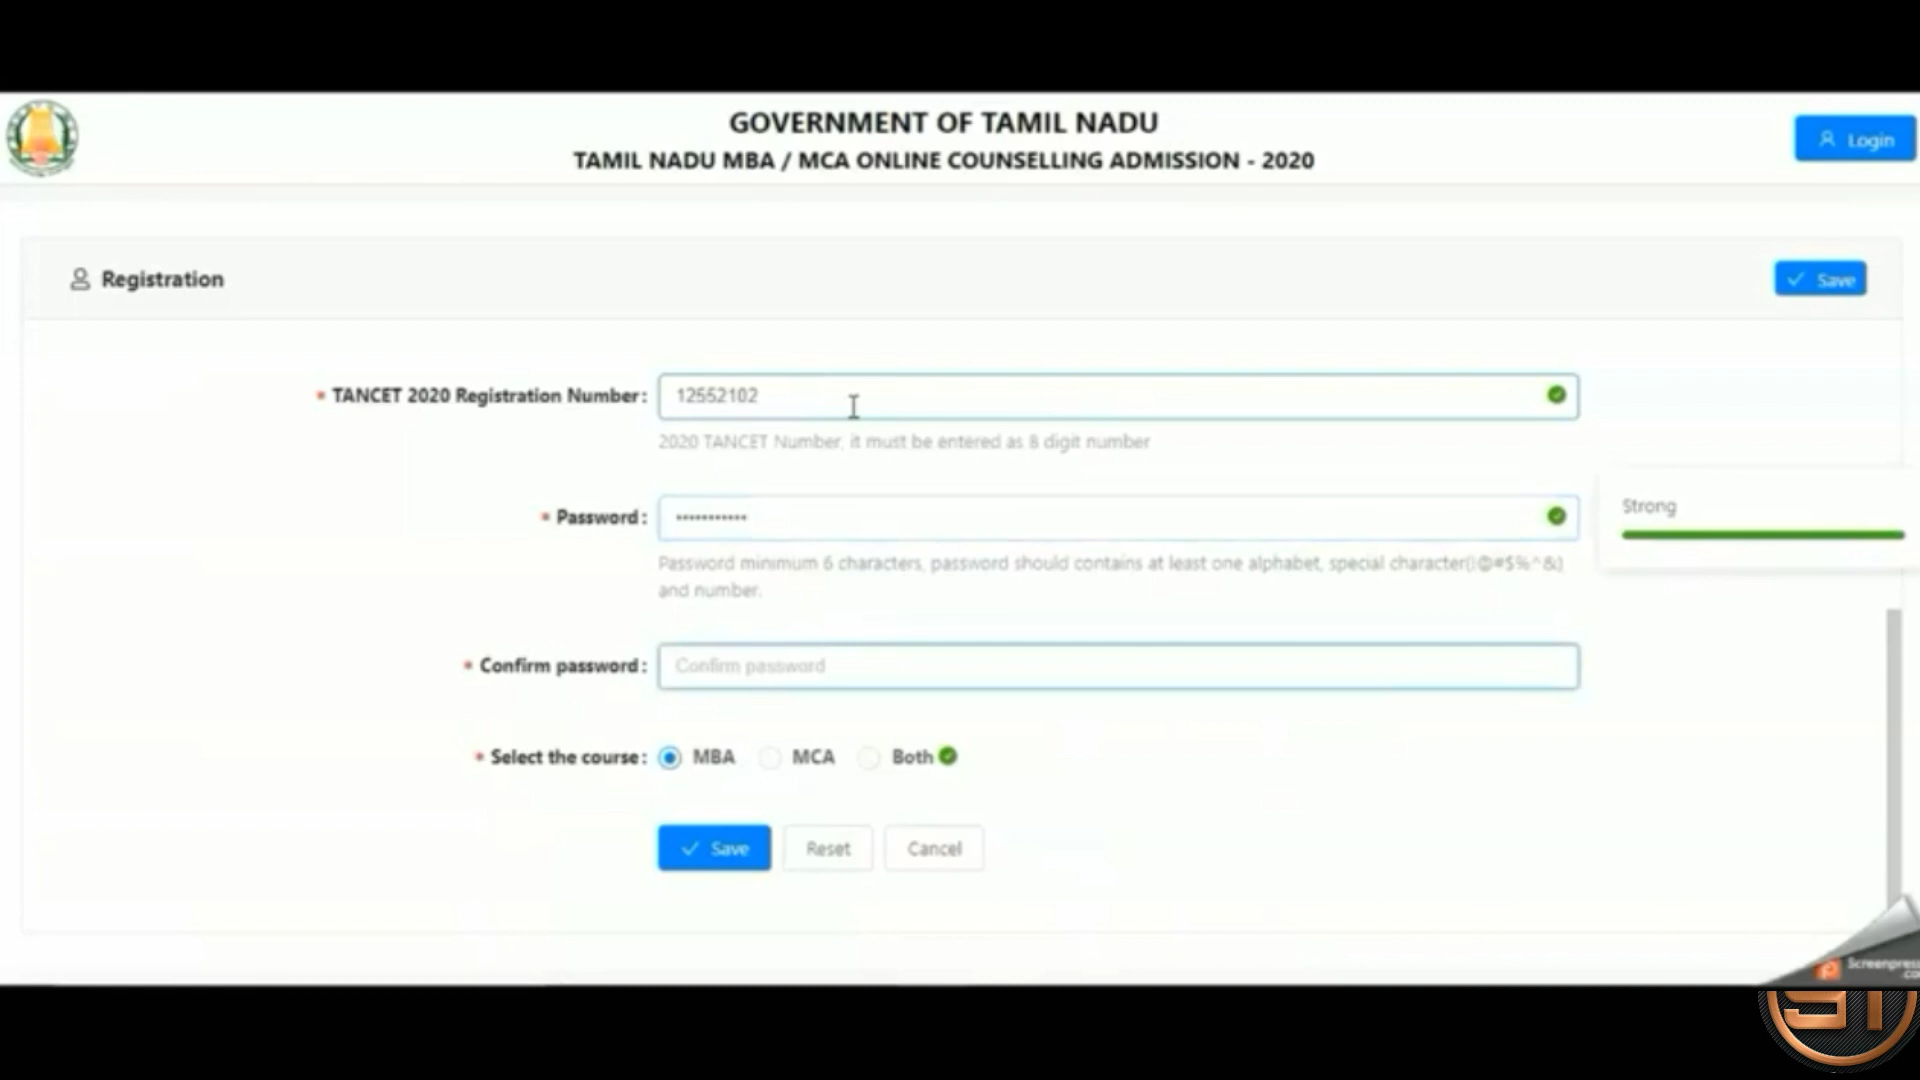 GOVERNMENT OF TAMIL NADU
TAMIL NADU MBA / MCA ONLINE COUNSELLING ADMISSION - 2020
Login
Registration
Save
* TANCET 2020 Registration Number: 12552102
2020 TANCET Number, it must be entered as 8 digit number
* Password: •••••••••••
Strong
Password minimum 6 characters, password should contains at least one alphabet, special character(!@#$%^&)
and number.
* Confirm password: Confirm password
* Select the course: MBA MCA Both
Save Reset Cancel
Screenpress
.co
ST